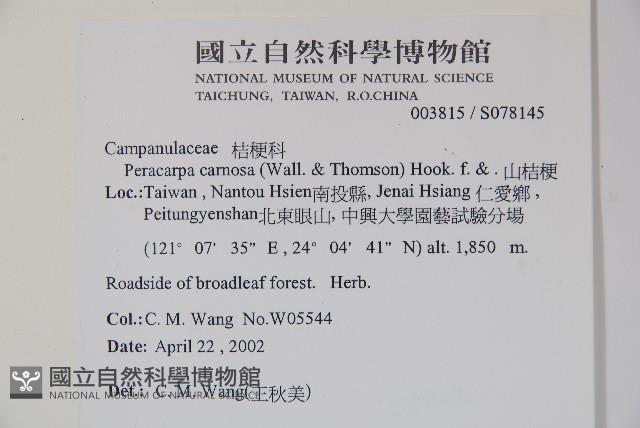 國立自然科學博物館
NATIONAL MUSEUM OF NATURAL SCIENCE
TAICHUNG, TAIWAN, R.O.CHINA
003815 / S078145
Campanulaceae 桔梗科
Peracarpa carnosa (Wall. & Thomson) Hook. f. & . 山桔梗
Loc.: Taiwan , Nantou Hsien南投縣, Jenai Hsiang 仁愛鄉 ,
Peitungyenshan北東眼山, 中興大學園藝試驗分場
(121° 07' 35" E , 24° 04' 41" N) alt. 1,850 m.
Roadside of broadleaf forest. Herb.
Col.: C. M. Wang No.W05544
Date: April 22 , 2002
Det.: C. M. Wang(王秋美)
國立自然科學博物館
NATIONAL MUSEUM OF NATURAL SCIENCE